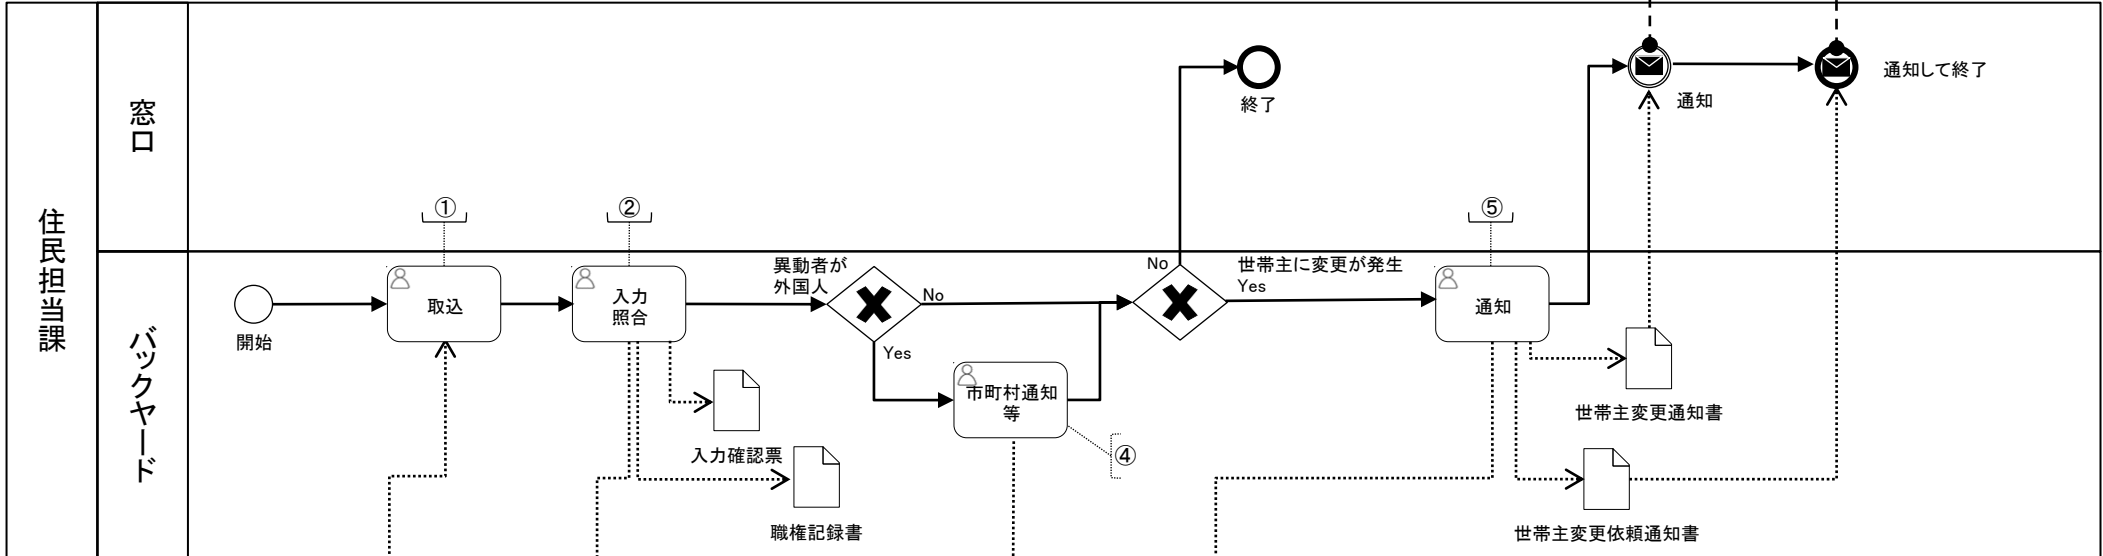 住民担当課
窓口
バックヤード
終了
通知
通知して終了
①
②
⑤
開始
取込
入力
照合
異動者が
外国人
No
Yes
市町村通知
等
④
No
世帯主に変更が発生
Yes
通知
入力確認票
職権記録書
世帯主変更通知書
世帯主変更依頼通知書